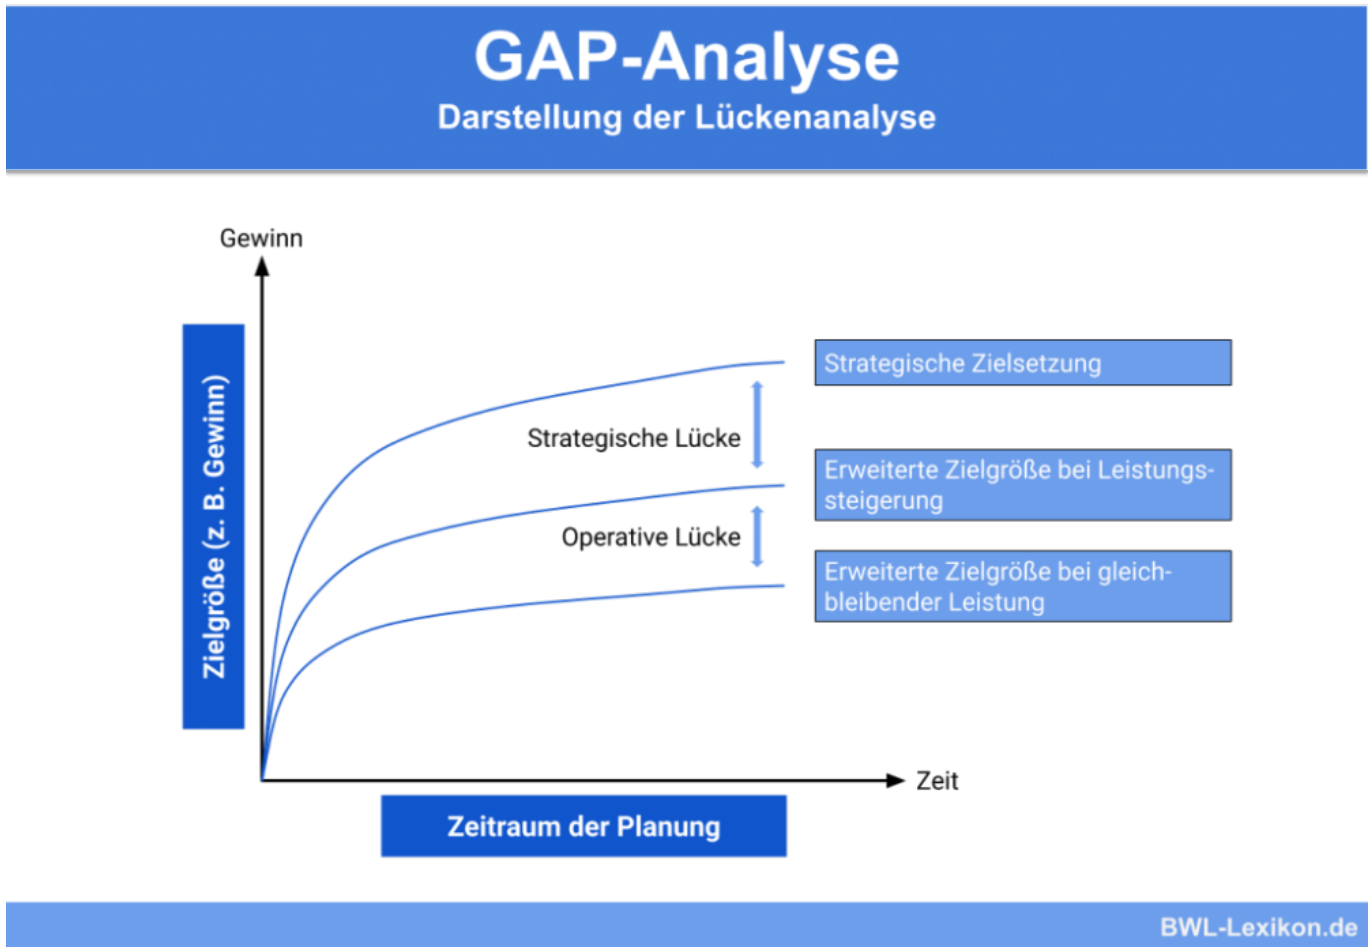 GAP-Analyse
Darstellung der Lückenanalyse
Gewinn
Zielgröße (z. B. Gewinn)
Strategische Zielsetzung
Strategische Lücke
Erweiterte Zielgröße bei Leistungs-
steigerung
Operative Lücke
Erweiterte Zielgröße bei gleich-
bleibender Leistung
Zeit
Zeitraum der Planung
BWL-Lexikon.de